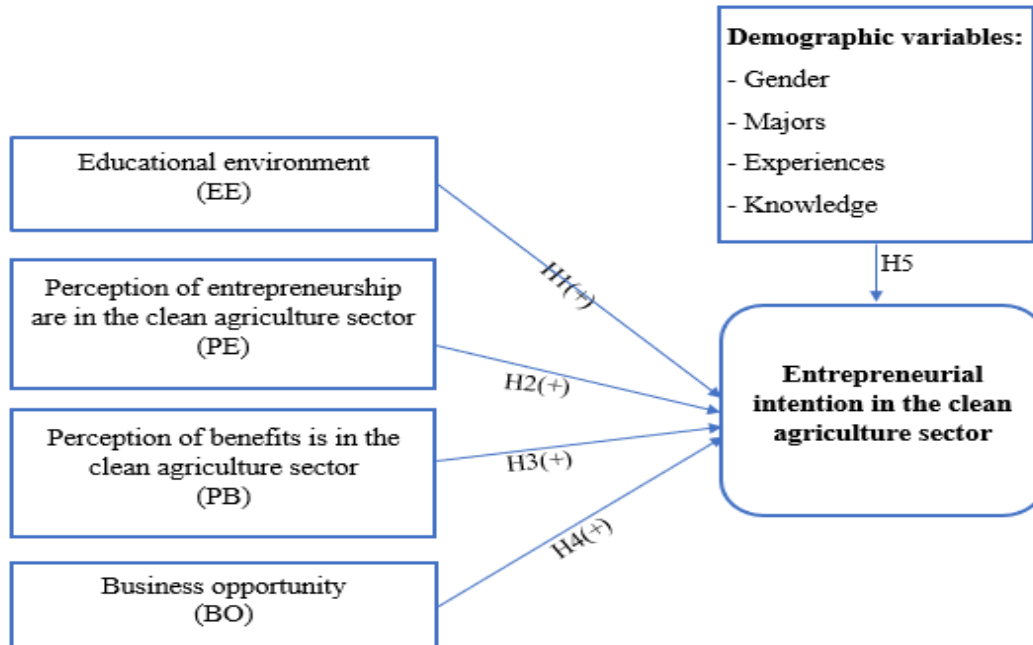 Demographic variables:
- Gender
- Majors
- Experiences
- Knowledge
Educational environment
(EE)
Perception of entrepreneurship
are in the clean agriculture sector
(PE)
Perception of benefits is in the
clean agriculture sector
(PB)
Business opportunity
(BO)
H1(+)
H2(+)
H3(+)
H4(+)
H5
Entrepreneurial
intention in the clean
agriculture sector